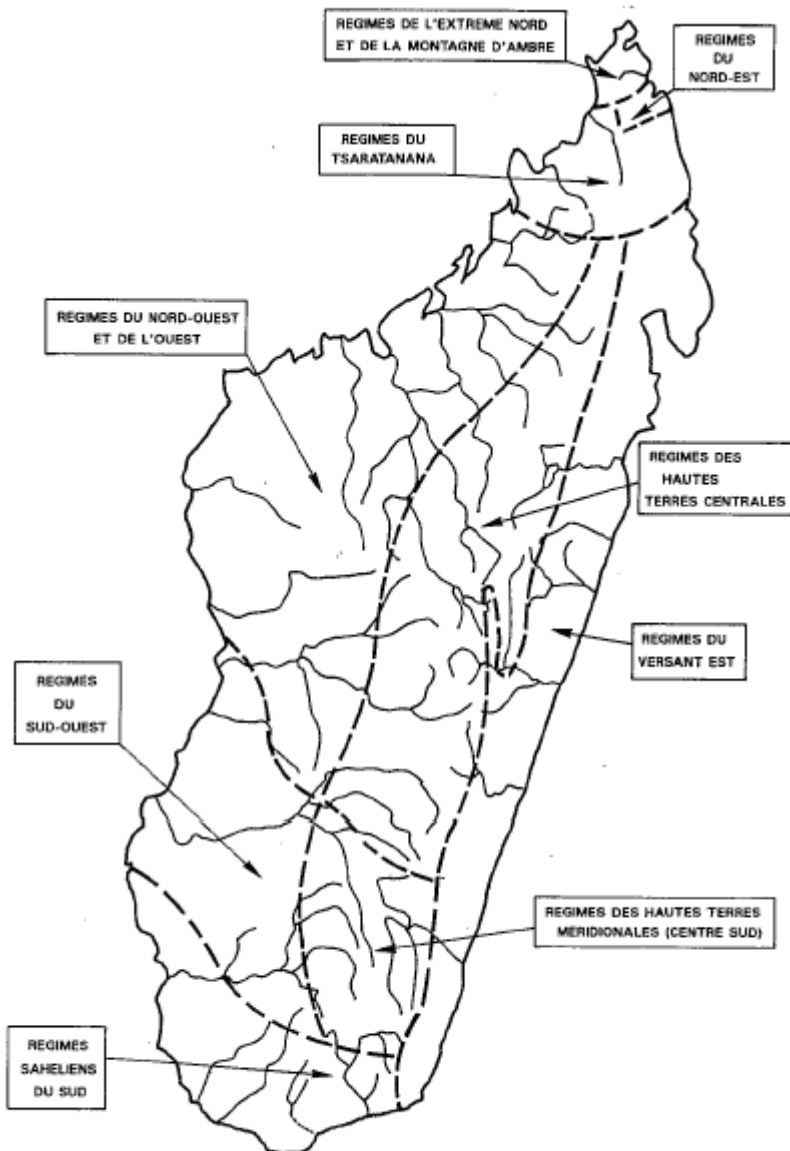 REGIMES DE L'EXTREME NORD
ET DE LA MONTAGNE D'AMBRE
REGIMES
DU
NORD-EST
REGIMES DU
TSARATANANA
REGIMES DU NORD-OUEST
ET DE L'OUEST
REGIMES DES
HAUTES
TERRES CENTRALES
REGIMES DU
VERSANT EST
REGIMES
DU
SUD-OUEST
REGIMES DES HAUTES TERRES
MÉRIDIONALES (CENTRE SUD)
REGIMES
SAHELIENS
DU SUD